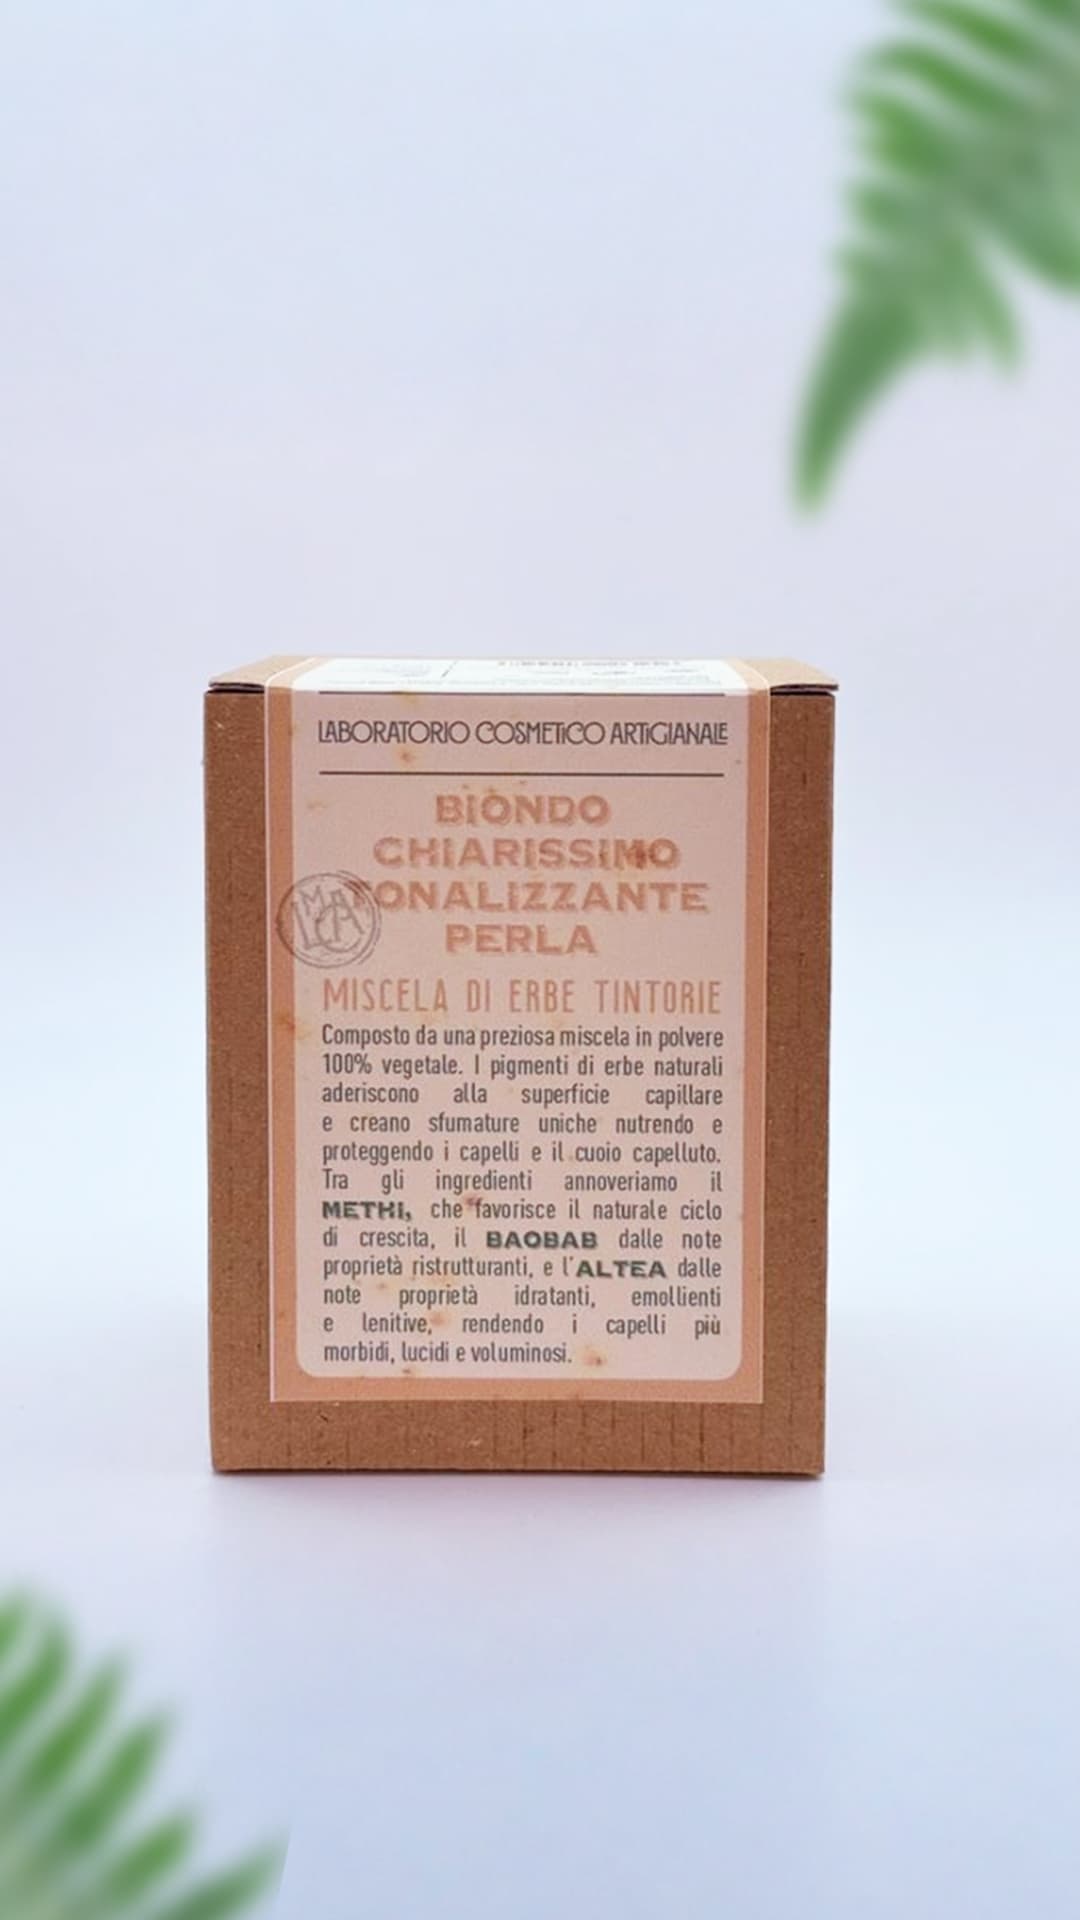 LABORATORIO COSMETICO ARTIGIANALE
BIONDO
CHIARISSIMO
TONALIZZANTE
PERLA
MISCELA DI ERBE TINTORIE
Composto da una preziosa miscela in polvere
100% vegetale. I pigmenti di erbe naturali
aderiscono alla superficie capillare
e creano sfumature uniche nutrendo e
proteggendo i capelli e il cuoio capelluto.
Tra gli ingredienti annoveriamo il
METHI, che favorisce il naturale ciclo
di crescita, il BAOBAB dalle note
proprietà ristrutturanti, e l'ALTEA dalle
note proprietà idratanti, emollienti
e lenitive, rendendo i capelli più
morbidi, lucidi e voluminosi.